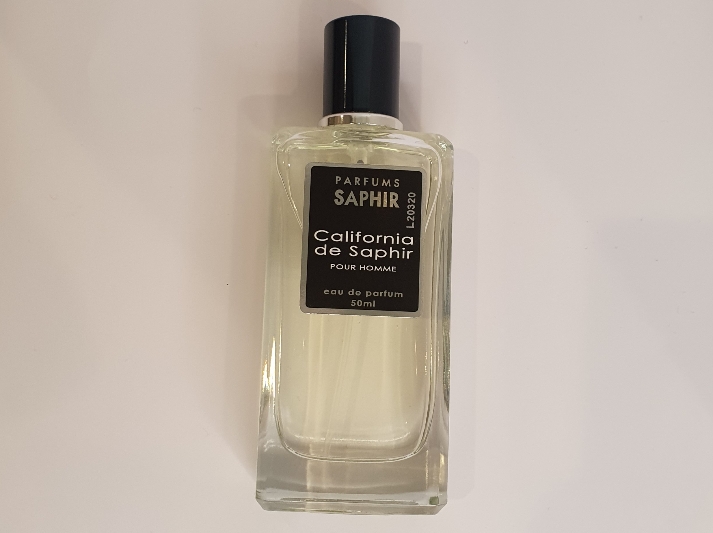 PARFUMS
SAPHIR
L20320
California
de Saphir
POUR HOMME
eau de parfum
50ml